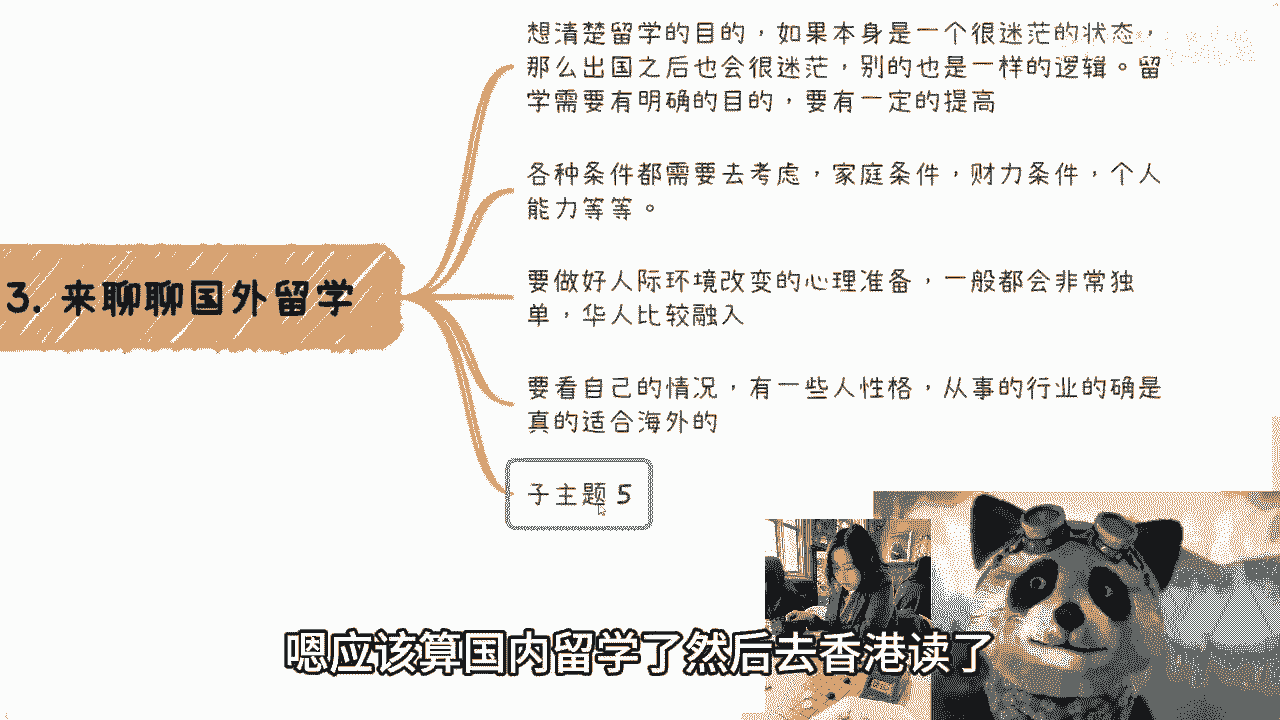 想清楚留学的目的，如果本身是一个很迷茫的状态，
那么出国之后也会很迷茫，别的也是一样的逻辑。留
学需要有明确的目的，要有一定的提高
各种条件都需要去考虑，家庭条件，财力条件，个人
能力等等。
3. 来聊聊国外留学
要做好人际环境改变的心理准备，一般都会非常独
单，华人比较融入
要看自己的情况，有一些人性格，从事的行业的确是
真的适合海外的
子主题 5
嗯应该算国内留学了然后去香港读了